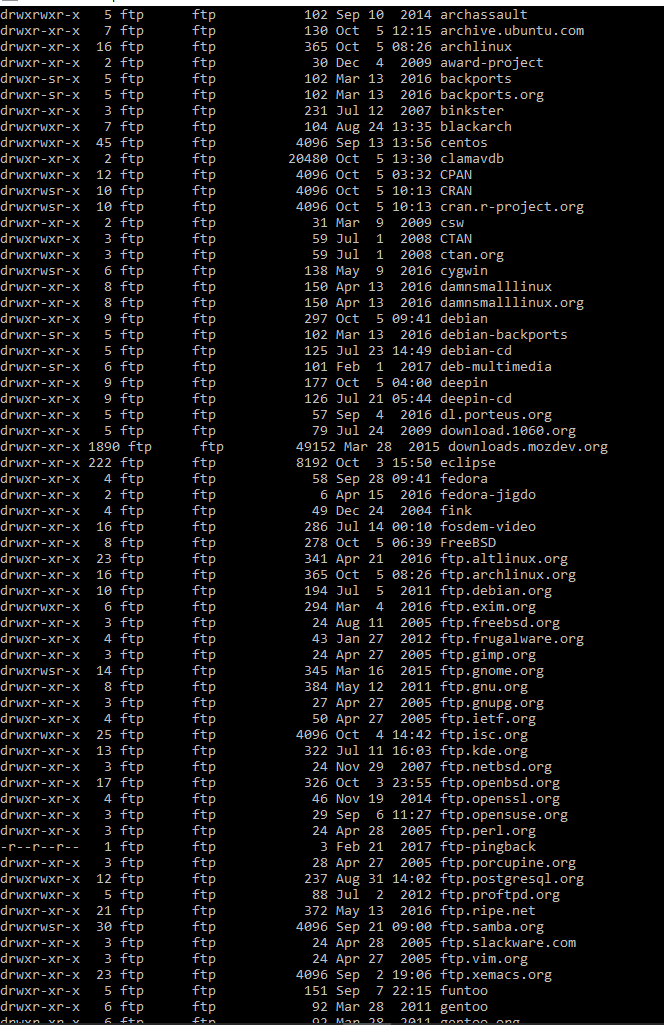 drwxrwxr-x   5 ftp      ftp           102 Sep 10  2014 archassault
drwxr-xr-x   7 ftp      ftp           130 Oct  5 12:15 archive.ubuntu.com
drwxr-xr-x  16 ftp      ftp           365 Oct  5 08:26 archlinux
drwxr-xr-x   2 ftp      ftp            30 Dec  4  2009 award-project
drwxr-sr-x   5 ftp      ftp           102 Mar 13  2016 backports
drwxr-sr-x   5 ftp      ftp           102 Mar 13  2016 backports.org
drwxr-xr-x   3 ftp      ftp           231 Jul 12  2007 binkster
drwxrwxr-x   7 ftp      ftp           104 Aug 24 13:35 blackarch
drwxrwxr-x  45 ftp      ftp          4096 Sep 13 13:56 centos
drwxr-xr-x   2 ftp      ftp         20480 Oct  5 13:30 clamavdb
drwxrwxr-x  12 ftp      ftp          4096 Oct  5 03:32 CPAN
drwxrwsr-x  10 ftp      ftp          4096 Oct  5 10:13 CRAN
drwxrwsr-x  10 ftp      ftp          4096 Oct  5 10:13 cran.r-project.org
drwxr-xr-x   2 ftp      ftp            31 Mar  9  2009 csw
drwxrwxr-x   3 ftp      ftp            59 Jul  1  2008 CTAN
drwxrwxr-x   3 ftp      ftp            59 Jul  1  2008 ctan.org
drwxrwsr-x   6 ftp      ftp           138 May  9  2016 cygwin
drwxr-xr-x   8 ftp      ftp           150 Apr 13  2016 damnsmalllinux
drwxr-xr-x   8 ftp      ftp           150 Apr 13  2016 damnsmalllinux.org
drwxr-xr-x   9 ftp      ftp           297 Oct  5 09:41 debian
drwxr-sr-x   5 ftp      ftp           102 Mar 13  2016 debian-backports
drwxr-xr-x   5 ftp      ftp           125 Jul 23 14:49 debian-cd
drwxr-sr-x   6 ftp      ftp           101 Feb  1  2017 deb-multimedia
drwxr-xr-x   9 ftp      ftp           177 Oct  5 04:00 deepin
drwxr-xr-x   9 ftp      ftp           126 Jul 21 05:44 deepin-cd
drwxr-xr-x   5 ftp      ftp            57 Sep  4  2016 dl.porteus.org
drwxr-xr-x   5 ftp      ftp            79 Jul 24  2009 download.1060.org
drwxr-xr-x 1890 ftp      ftp         49152 Mar 28  2015 downloads.mozdev.org
drwxr-xr-x 222 ftp      ftp          8192 Oct  3 15:50 eclipse
drwxr-xr-x   4 ftp      ftp            58 Sep 28 09:41 fedora
drwxr-xr-x   2 ftp      ftp             6 Apr 15  2016 fedora-jigdo
drwxr-xr-x   4 ftp      ftp            49 Dec 24  2004 fink
drwxr-xr-x  16 ftp      ftp           286 Jul 14 00:10 fosdem-video
drwxr-xr-x   8 ftp      ftp           278 Oct  5 06:39 FreeBSD
drwxr-xr-x  23 ftp      ftp           341 Apr 21  2016 ftp.altlinux.org
drwxr-xr-x  16 ftp      ftp           365 Oct  5 08:26 ftp.archlinux.org
drwxr-xr-x  10 ftp      ftp           194 Jul  5  2011 ftp.debian.org
drwxrwxr-x   6 ftp      ftp           294 Mar  4  2016 ftp.exim.org
drwxr-xr-x   3 ftp      ftp            24 Aug 11  2005 ftp.freebsd.org
drwxr-xr-x   4 ftp      ftp            43 Jan 27  2012 ftp.frugalware.org
drwxr-xr-x   3 ftp      ftp            24 Apr 27  2005 ftp.gimp.org
drwxrwsr-x  14 ftp      ftp           345 Mar 16  2015 ftp.gnome.org
drwxr-xr-x   8 ftp      ftp           384 May 12  2011 ftp.gnu.org
drwxr-xr-x   3 ftp      ftp            27 Apr 27  2005 ftp.gnupg.org
drwxr-xr-x   4 ftp      ftp            50 Apr 27  2005 ftp.ietf.org
drwxrwxr-x  25 ftp      ftp          4096 Oct  4 14:42 ftp.isc.org
drwxr-xr-x  13 ftp      ftp           322 Jul 11 16:03 ftp.kde.org
drwxr-xr-x   3 ftp      ftp            24 Nov 29  2007 ftp.netbsd.org
drwxr-xr-x  17 ftp      ftp           326 Oct  3 23:55 ftp.openbsd.org
drwxr-xr-x   4 ftp      ftp            46 Nov 19  2014 ftp.openssl.org
drwxr-xr-x   3 ftp      ftp            29 Sep  6 11:27 ftp.opensuse.org
drwxr-xr-x   3 ftp      ftp            24 Apr 28  2005 ftp.perl.org
-r--r--r--   1 ftp      ftp             3 Feb 21  2017 ftp-pingback
drwxr-xr-x   3 ftp      ftp            28 Apr 27  2005 ftp.porcupine.org
drwxrwxr-x  12 ftp      ftp           237 Aug 31 14:02 ftp.postgresql.org
drwxrwxr-x   5 ftp      ftp            88 Jul  2  2012 ftp.proftpd.org
drwxr-xr-x  21 ftp      ftp           372 May 13  2016 ftp.ripe.net
drwxrwsr-x  30 ftp      ftp          4096 Sep 21 09:00 ftp.samba.org
drwxr-xr-x   3 ftp      ftp            24 Apr 28  2005 ftp.slackware.com
drwxr-xr-x   3 ftp      ftp            24 Apr 27  2005 ftp.vim.org
drwxr-xr-x  23 ftp      ftp          4096 Sep  2 19:06 ftp.xemacs.org
drwxr-xr-x   5 ftp      ftp           151 Sep  7 22:15 funtoo
drwxr-xr-x   6 ftp      ftp            92 Mar 28  2011 gentoo
drwxr-xr-x   6 ftp      ftp            92 Mar 28  2011 gentoo.org